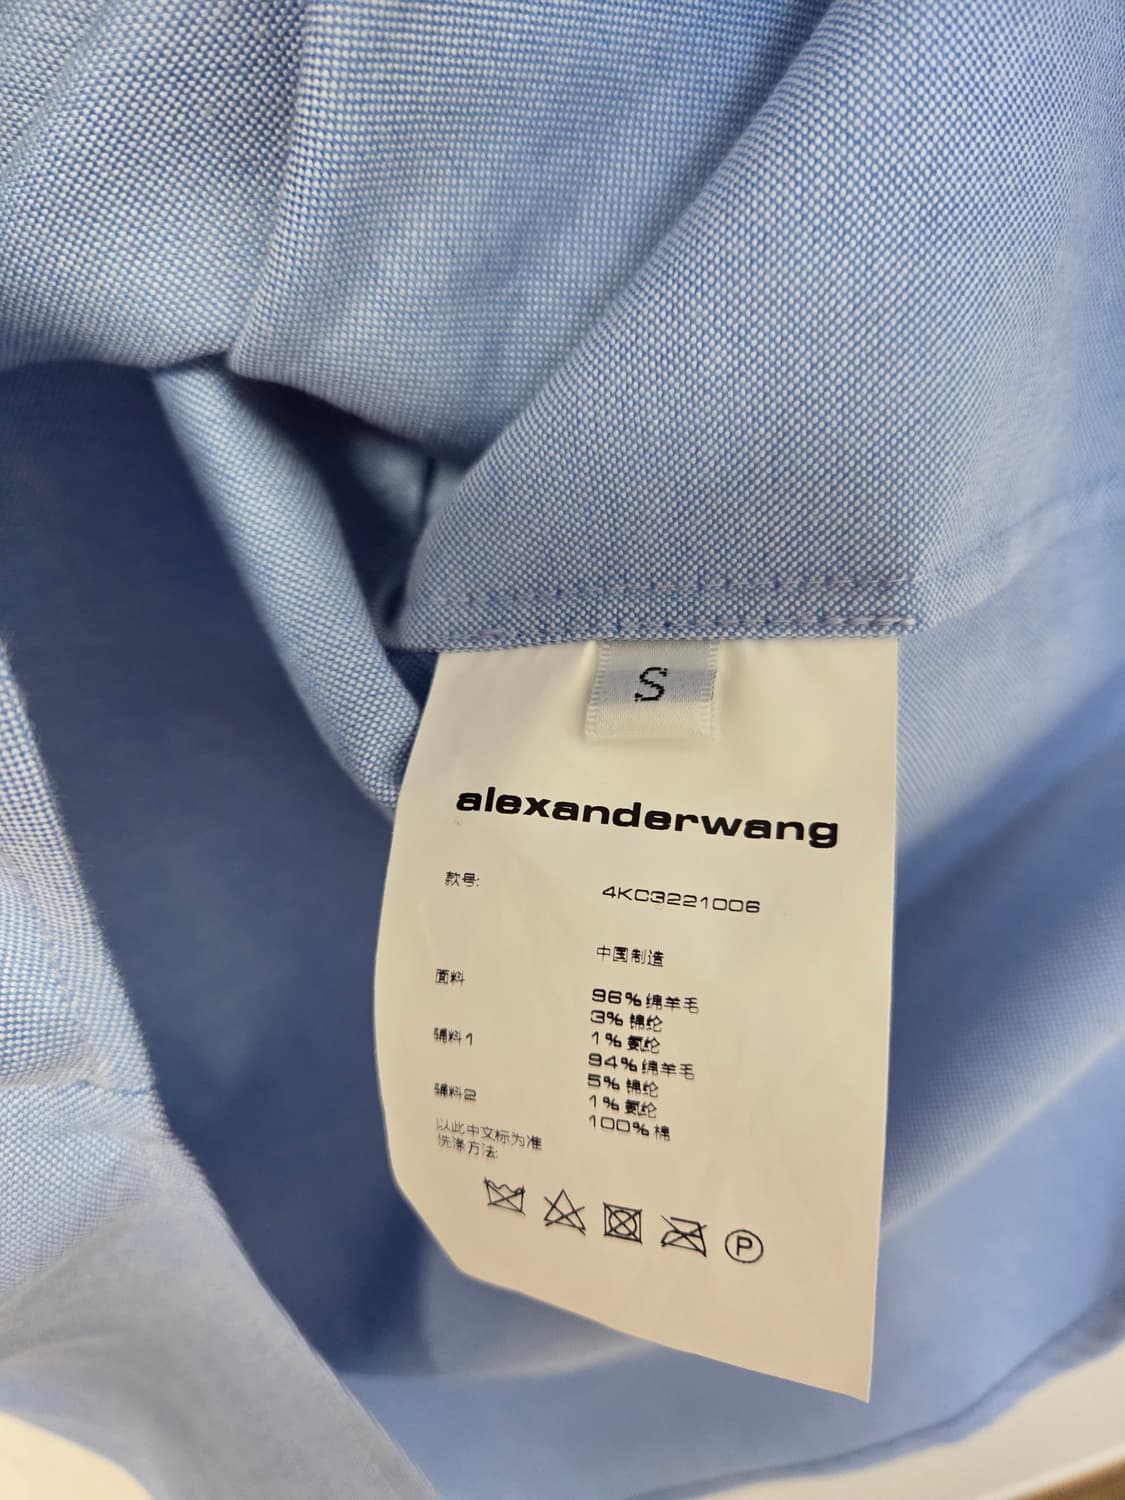 S
alexanderwang
款号: 4KC3221006
中国制造
面料 96% 绵羊毛
3% 锦纶
1% 氨纶
辅料1 94% 绵羊毛
5% 锦纶
1% 氨纶
辅料2 100% 棉
以此中文标为准
洗涤方法:
P